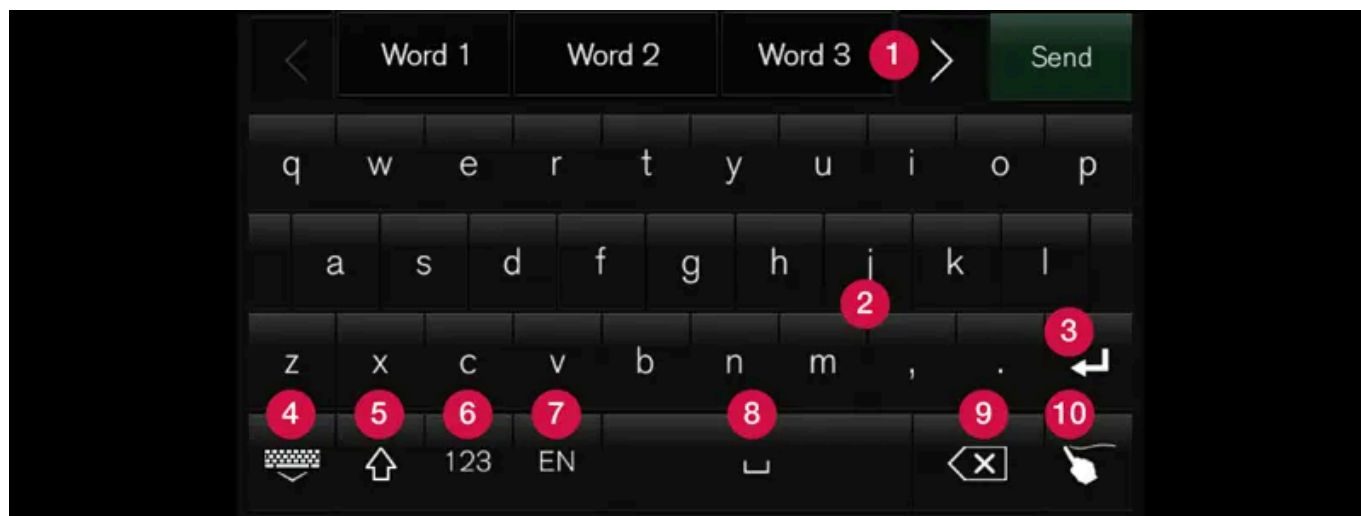 Word 1 Word 2 Word 3 1 Send
q w e r t y u i o p
a s d f g h j k l
2
3
z x c v b n m , .
4 5 6 7 8 9 10
123 EN